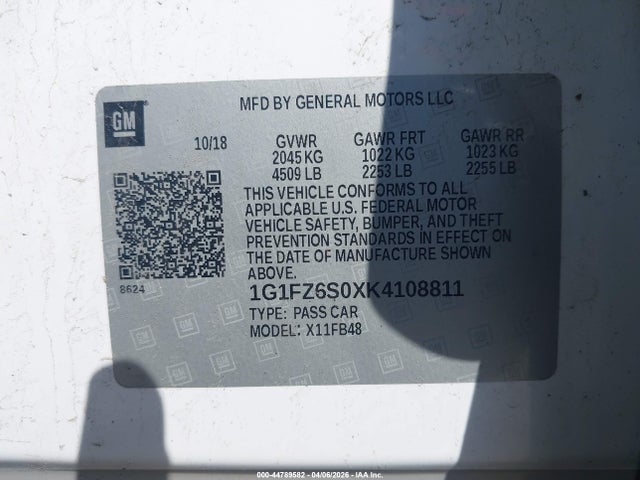 GM
MFD BY GENERAL MOTORS LLC
10/18 GVWR GAWR FRT GAWR RR
2045 KG 1022 KG 1023 KG
4509 LB 2253 LB 2255 LB
THIS VEHICLE CONFORMS TO ALL
APPLICABLE U.S. FEDERAL MOTOR
VEHICLE SAFETY, BUMPER, AND THEFT
PREVENTION STANDARDS IN EFFECT ON
THE DATE OF MANUFACTURE SHOWN
ABOVE.
8624
1G1FZ6S0XK4108811
TYPE: PASS CAR
MODEL: X11FB48
000-44789582 - 04/06/2026 - IAA Inc.